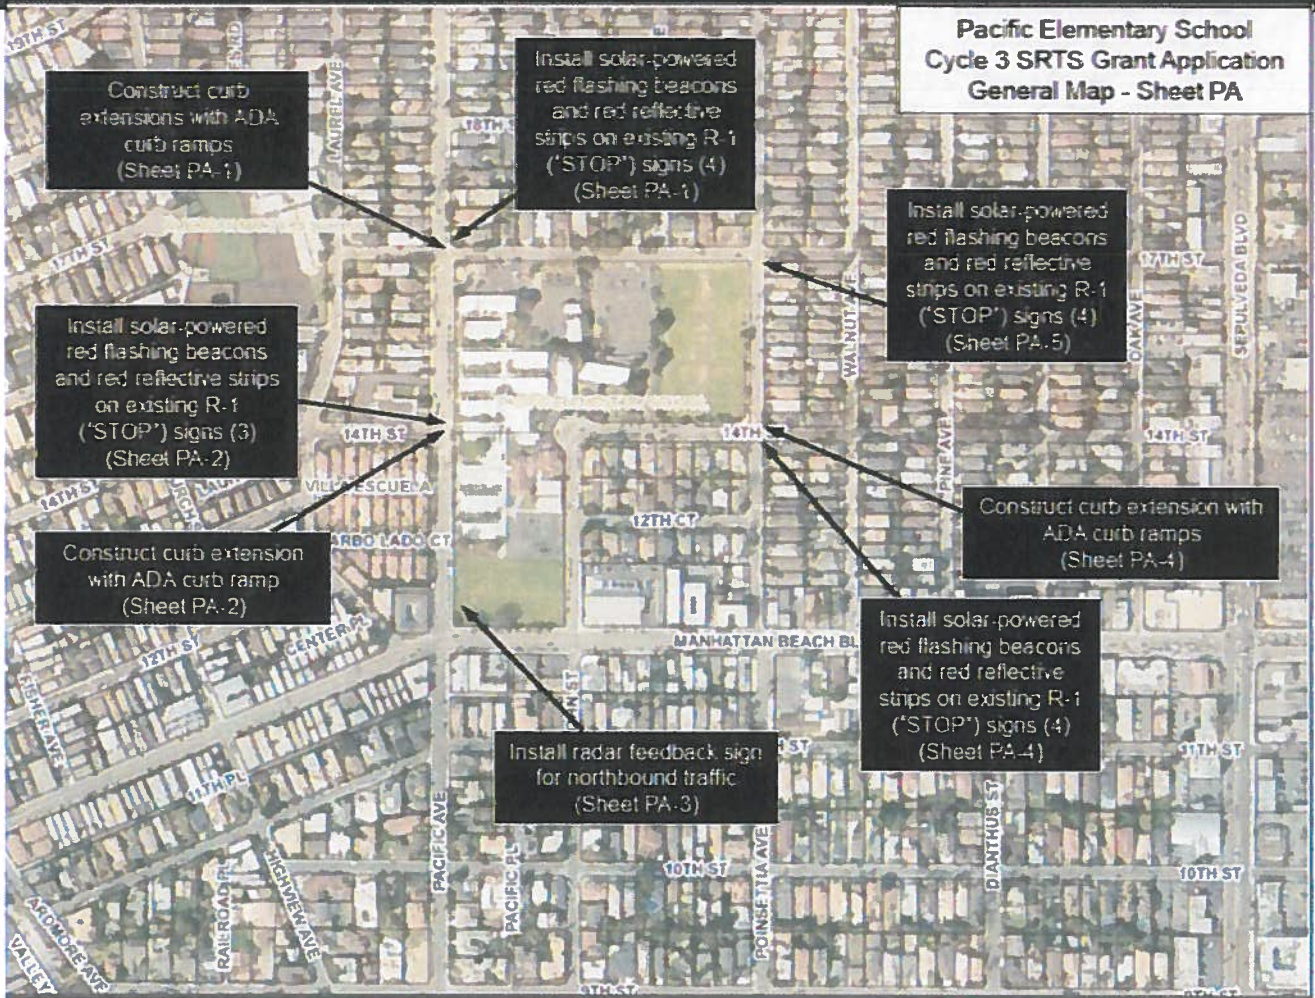 Pacific Elementary School
Cycle 3 SRTS Grant Application
General Map - Sheet PA
Construct curb
extensions with ADA
curb ramps
(Sheet PA-1)
Install solar-powered
red flashing beacons
and red reflective
strips on existing R-1
("STOP") signs (4)
(Sheet PA-1)
Install solar-powered
red flashing beacons
and red reflective
strips on existing R-1
("STOP") signs (4)
(Sheet PA-5)
Install solar-powered
red flashing beacons
and red reflective strips
on existing R-1
("STOP") signs (3)
(Sheet PA-2)
Construct curb extension
with ADA curb ramp
(Sheet PA-2)
Construct curb extension with
ADA curb ramps
(Sheet PA-4)
Install solar-powered
red flashing beacons
and red reflective
strips on existing R-1
("STOP") signs (4)
(Sheet PA-4)
Install radar feedback sign
for northbound traffic
(Sheet PA-3)
19TH ST
LAUREL AVE
18TH
17TH ST
17TH ST
WALNUT AVE
OAK AVE
SEPULVEDA BLVD
14TH ST
14TH
14TH ST
14TH ST
PINE AVE
VILLA ESCUELA
12TH CT
ARBO LADO CT
12TH ST
CENTER PL
MANHATTAN BEACH BL
FISHER AVE
ST
11TH ST
11TH PL
PACIFIC AVE
PACIFIC PL
10TH ST
POINSETTIA AVE
DIANTHUS ST
10TH ST
RAILROAD PL
HIGHVIEW AVE
ARDMORE AVE
VALLEY
9TH ST
9TH ST